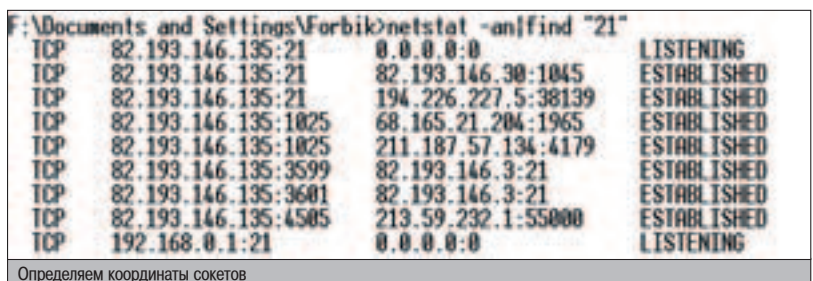 F:\Documents and Settings\Forbik>netstat -an|find "21"
TCP 82.193.146.135:21 0.0.0.0:0 LISTENING
TCP 82.193.146.135:21 82.193.146.30:1045 ESTABLISHED
TCP 82.193.146.135:21 194.226.227.5:38139 ESTABLISHED
TCP 82.193.146.135:1025 68.165.21.204:1965 ESTABLISHED
TCP 82.193.146.135:1025 211.187.57.134:4179 ESTABLISHED
TCP 82.193.146.135:3599 82.193.146.3:21 ESTABLISHED
TCP 82.193.146.135:3601 82.193.146.3:21 ESTABLISHED
TCP 82.193.146.135:4505 213.59.232.1:55000 ESTABLISHED
TCP 192.168.0.1:21 0.0.0.0:0 LISTENING
Определяем координаты сокетов